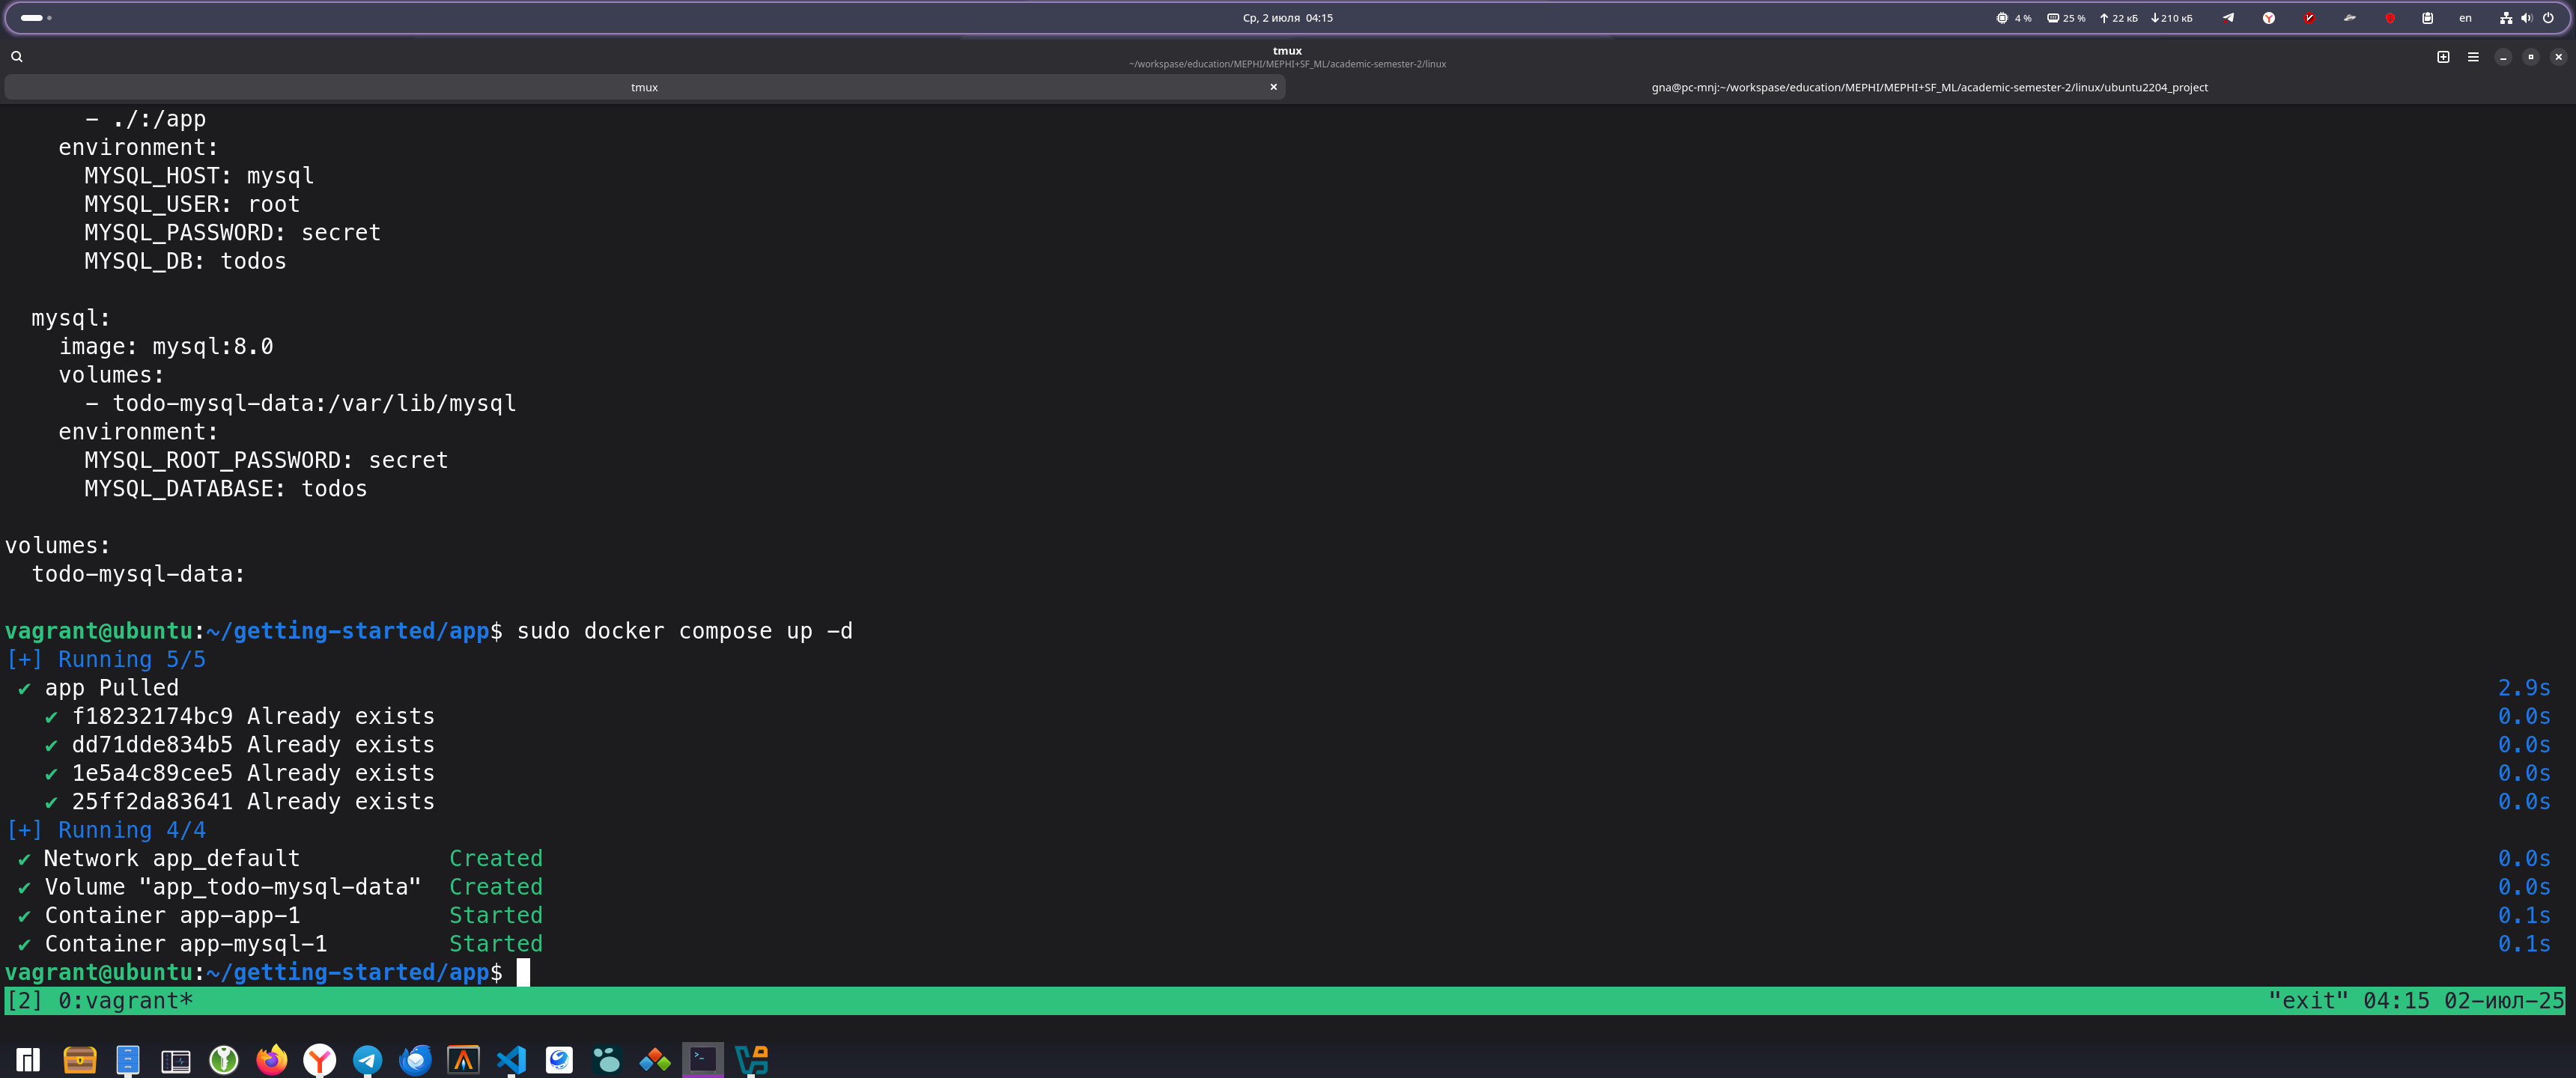 Ср, 2 июля 04:15
4 % 25 % 22 кБ 210 кБ en
tmux
~/workspase/education/MEPHI/MEPHI+SF_ML/academic-semester-2/linux
tmux
gna@pc-mnj:~/workspase/education/MEPHI/MEPHI+SF_ML/academic-semester-2/linux/ubuntu2204_project
- ./:/app
environment:
MYSQL_HOST: mysql
MYSQL_USER: root
MYSQL_PASSWORD: secret
MYSQL_DB: todos
mysql:
image: mysql:8.0
volumes:
- todo-mysql-data:/var/lib/mysql
environment:
MYSQL_ROOT_PASSWORD: secret
MYSQL_DATABASE: todos
volumes:
todo-mysql-data:
vagrant@ubuntu:~/getting-started/app$ sudo docker compose up -d
[+] Running 5/5
✔ app Pulled 2.9s
✔ f18232174bc9 Already exists 0.0s
✔ dd71dde834b5 Already exists 0.0s
✔ 1e5a4c89cee5 Already exists 0.0s
✔ 25ff2da83641 Already exists 0.0s
[+] Running 4/4
✔ Network app_default Created 0.0s
✔ Volume "app_todo-mysql-data" Created 0.0s
✔ Container app-app-1 Started 0.1s
✔ Container app-mysql-1 Started 0.1s
vagrant@ubuntu:~/getting-started/app$
[2] 0:vagrant* "exit" 04:15 02-июл-25